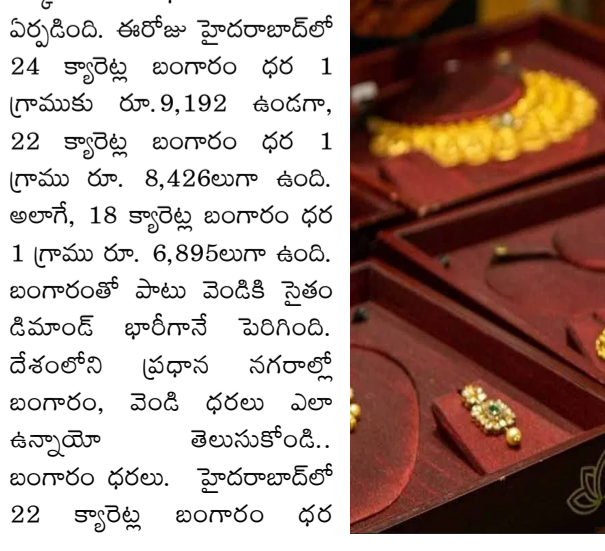 ఏర్పడింది. ఈరోజు హైదరాబాద్‌లో
24 క్యారెట్ల బంగారం ధర 1
గ్రాముకు రూ.9,192 ఉండగా,
22 క్యారెట్ల బంగారం ధర 1
గ్రాము రూ. 8,426లుగా ఉంది.
అలాగే, 18 క్యారెట్ల బంగారం ధర
1 గ్రాము రూ. 6,895లుగా ఉంది.
బంగారంతో పాటు వెండికి సైతం
డిమాండ్ భారీగానే పెరిగింది.
దేశంలోని ప్రధాన నగరాల్లో
బంగారం, వెండి ధరలు ఎలా
ఉన్నాయో తెలుసుకోండి..
బంగారం ధరలు. హైదరాబాద్‌లో
22 క్యారెట్ల బంగారం ధర